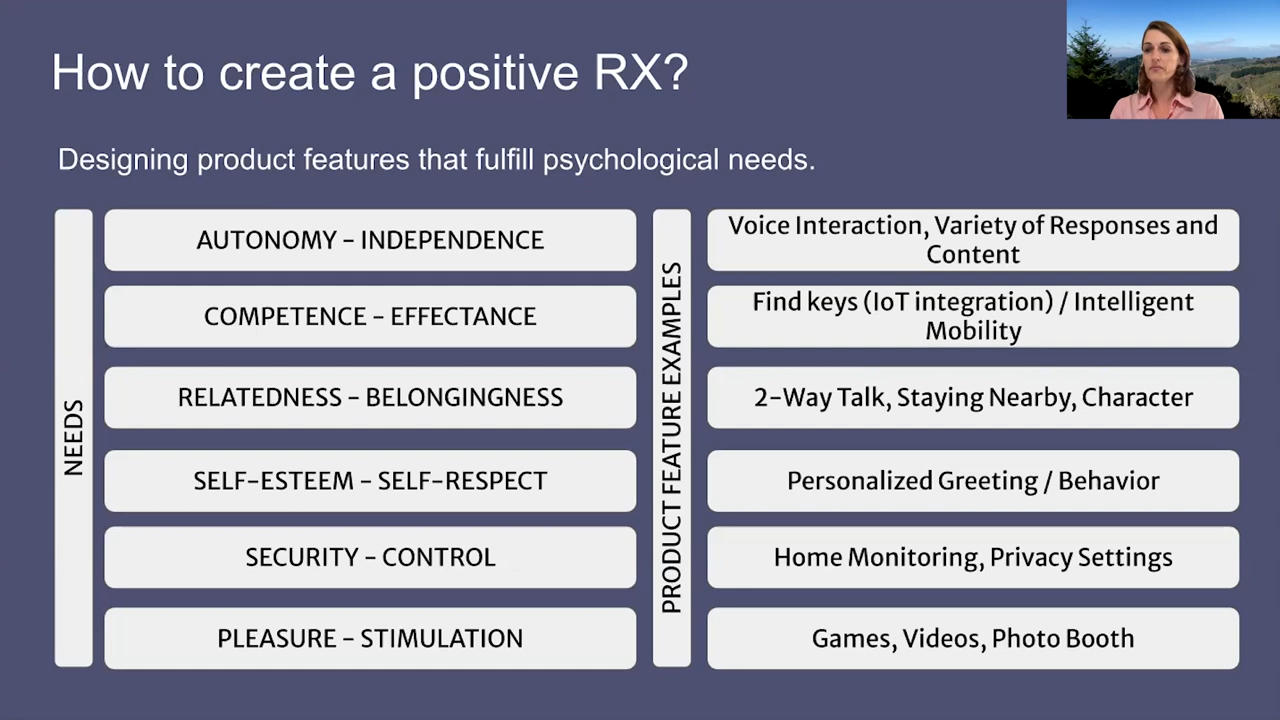 How to create a positive RX?
Designing product features that fulfill psychological needs.
NEEDS
AUTONOMY – INDEPENDENCE
COMPETENCE – EFFECTANCE
RELATEDNESS – BELONGINGNESS
SELF-ESTEEM – SELF-RESPECT
SECURITY – CONTROL
PLEASURE – STIMULATION
PRODUCT FEATURE EXAMPLES
Voice Interaction, Variety of Responses and
Content
Find keys (IoT integration) / Intelligent
Mobility
2-Way Talk, Staying Nearby, Character
Personalized Greeting / Behavior
Home Monitoring, Privacy Settings
Games, Videos, Photo Booth